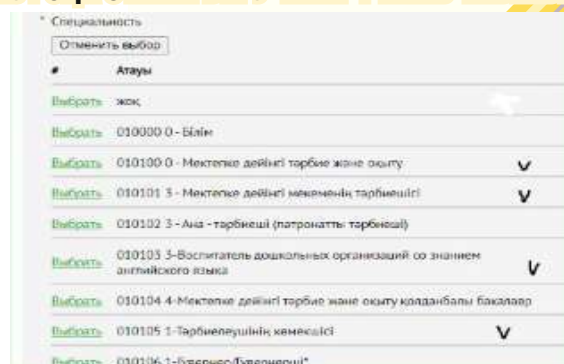 * Специальность
Отменить выбор
# Атауы
Выбрать жоқ
Выбрать 010000 0 - Білім
Выбрать 010100 0 - Мектепке дейінгі тәрбие және оқыту
Выбрать 010101 3 - Мектепке дейінгі мекеменің тәрбиешісі
Выбрать 010102 3 - Ана - тәрбиеші (патронатты тәрбиеші)
Выбрать 010103 3-Воспитатель дошкольных организаций со знанием
английского языка
Выбрать 010104 4-Мектепке дейінгі тәрбие және оқыту қолданбалы бакалавр
Выбрать 010105 1-Тәрбиелеушінің көмекшісі
Выбрать 010106 1-Гувернер/Гувернерші*